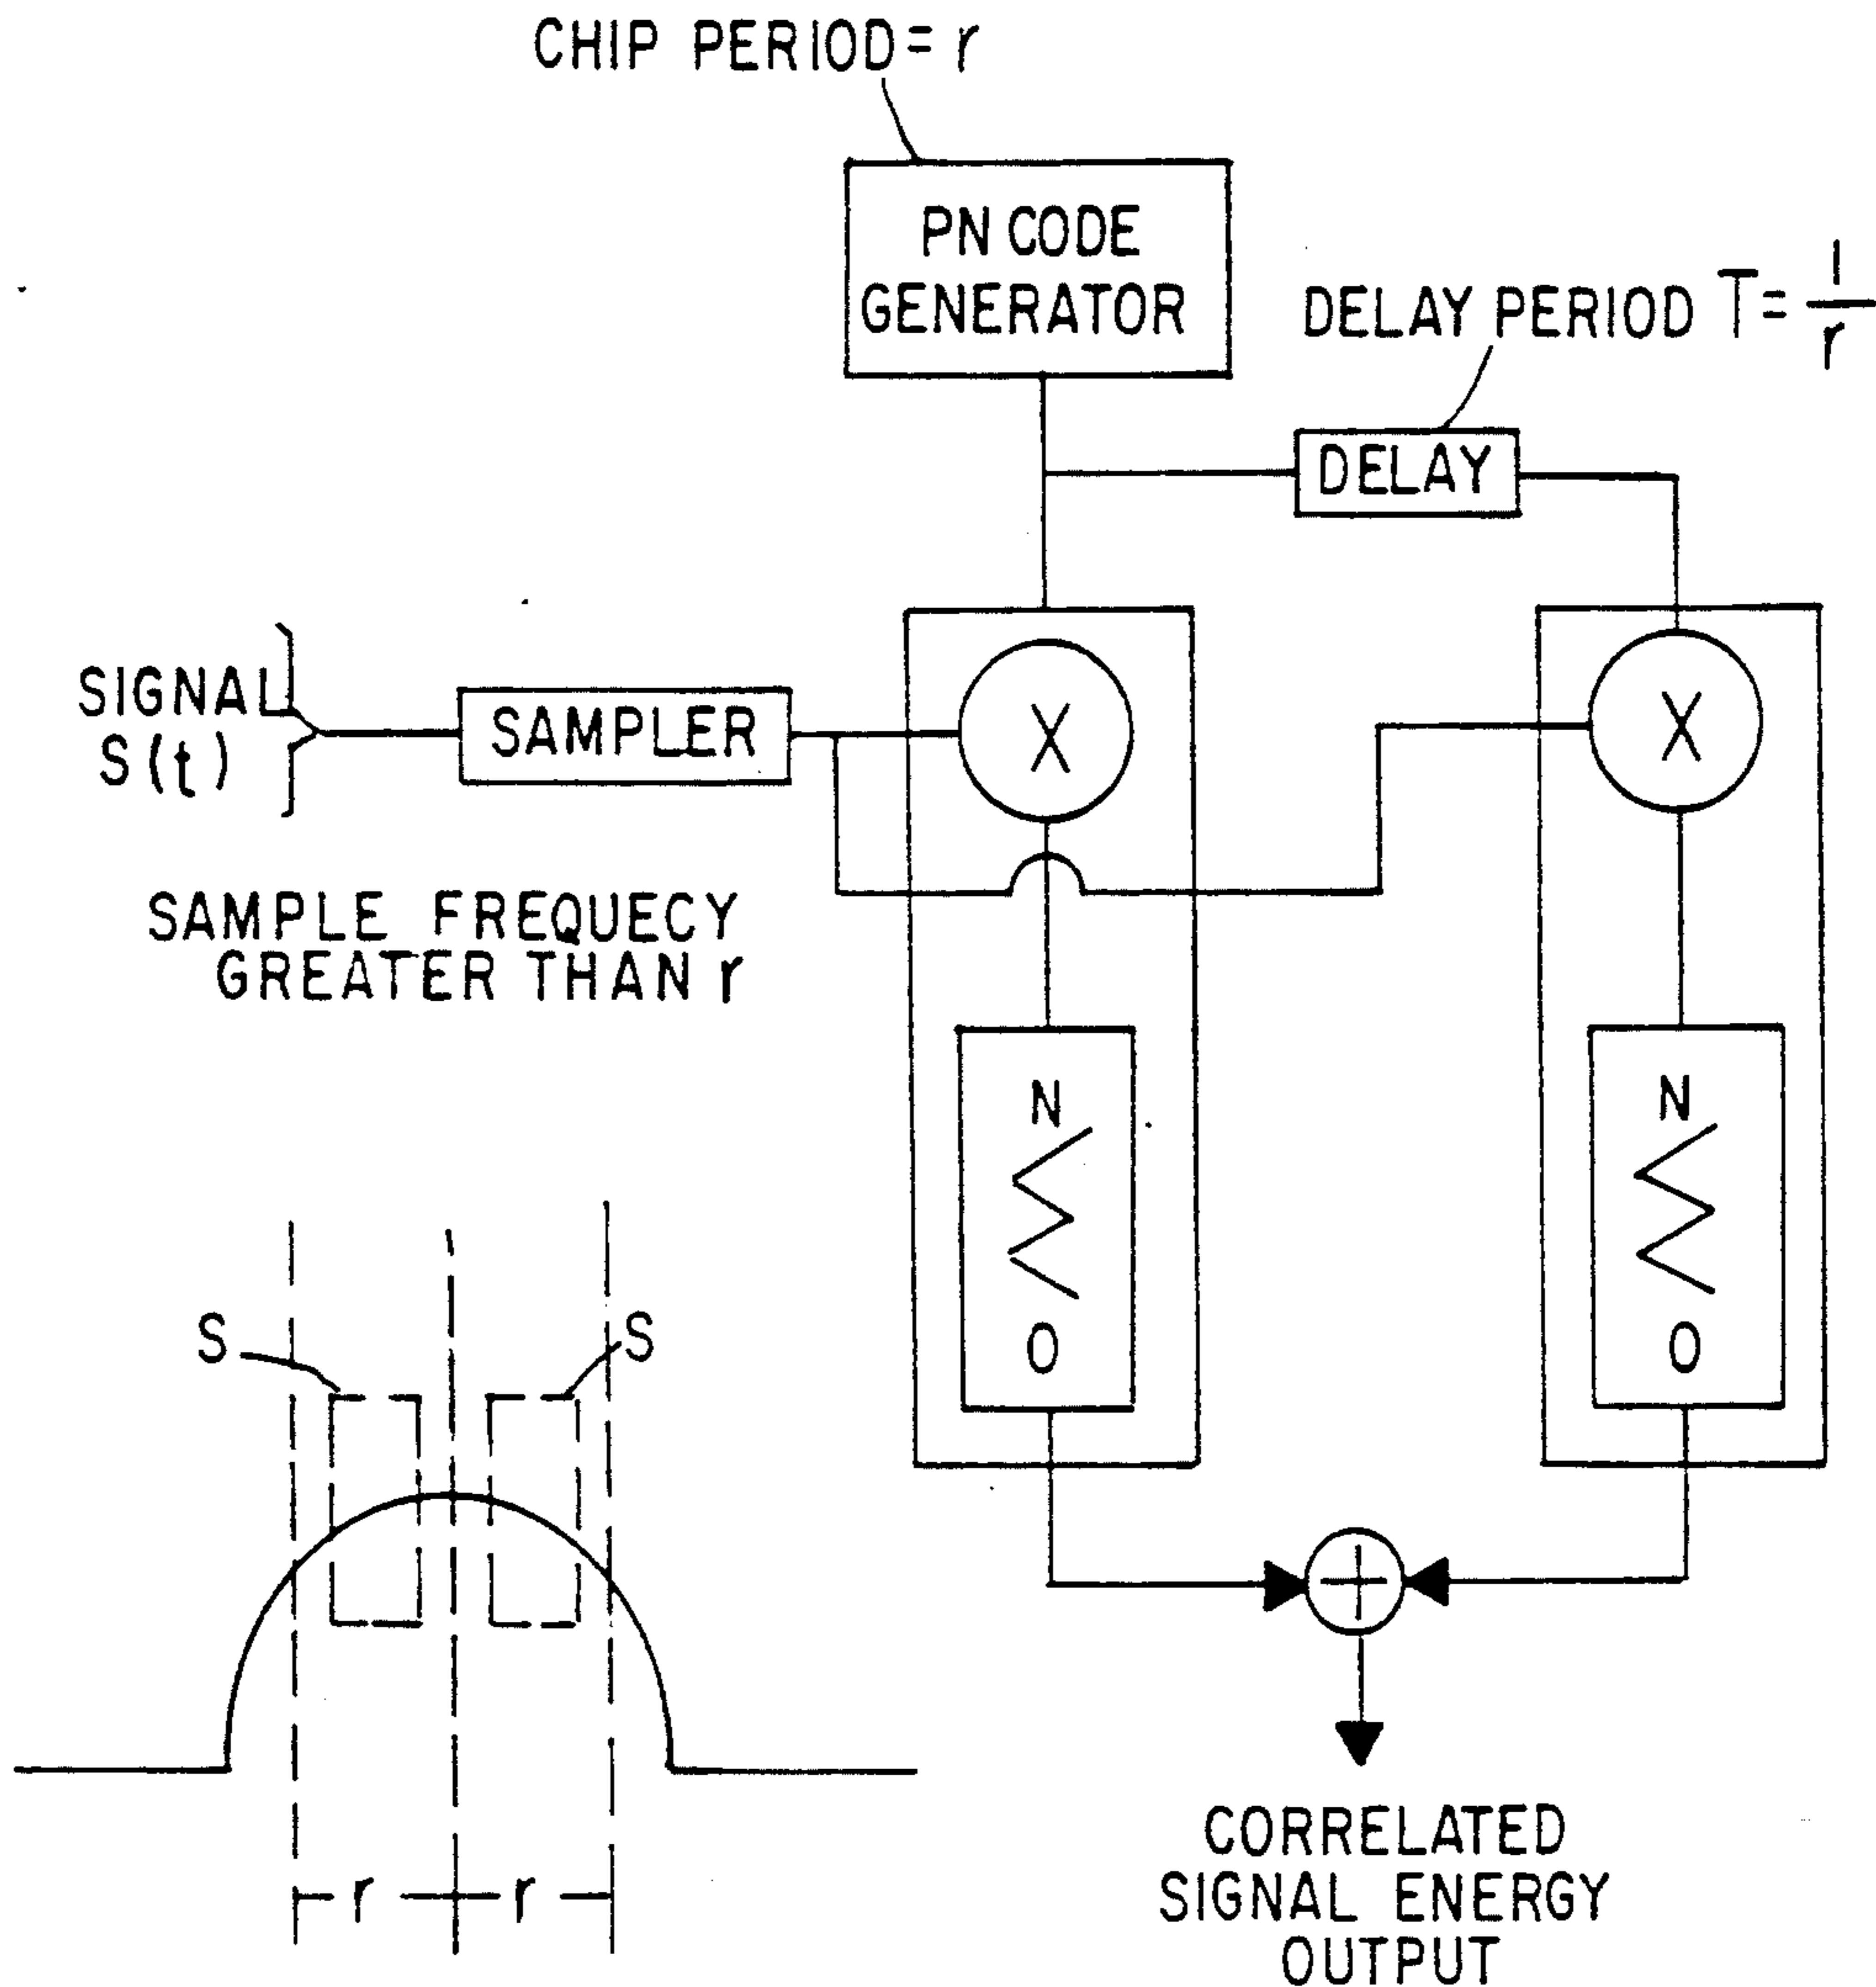 CHIP PERIOD = r
PN CODE
GENERATOR
DELAY PERIOD T = 1/r
DELAY
SIGNAL
S(t)
SAMPLER
X
X
SAMPLE FREQUECY
GREATER THAN r
N
O
N
O
S
S
r
r
+
CORRELATED
SIGNAL ENERGY
OUTPUT